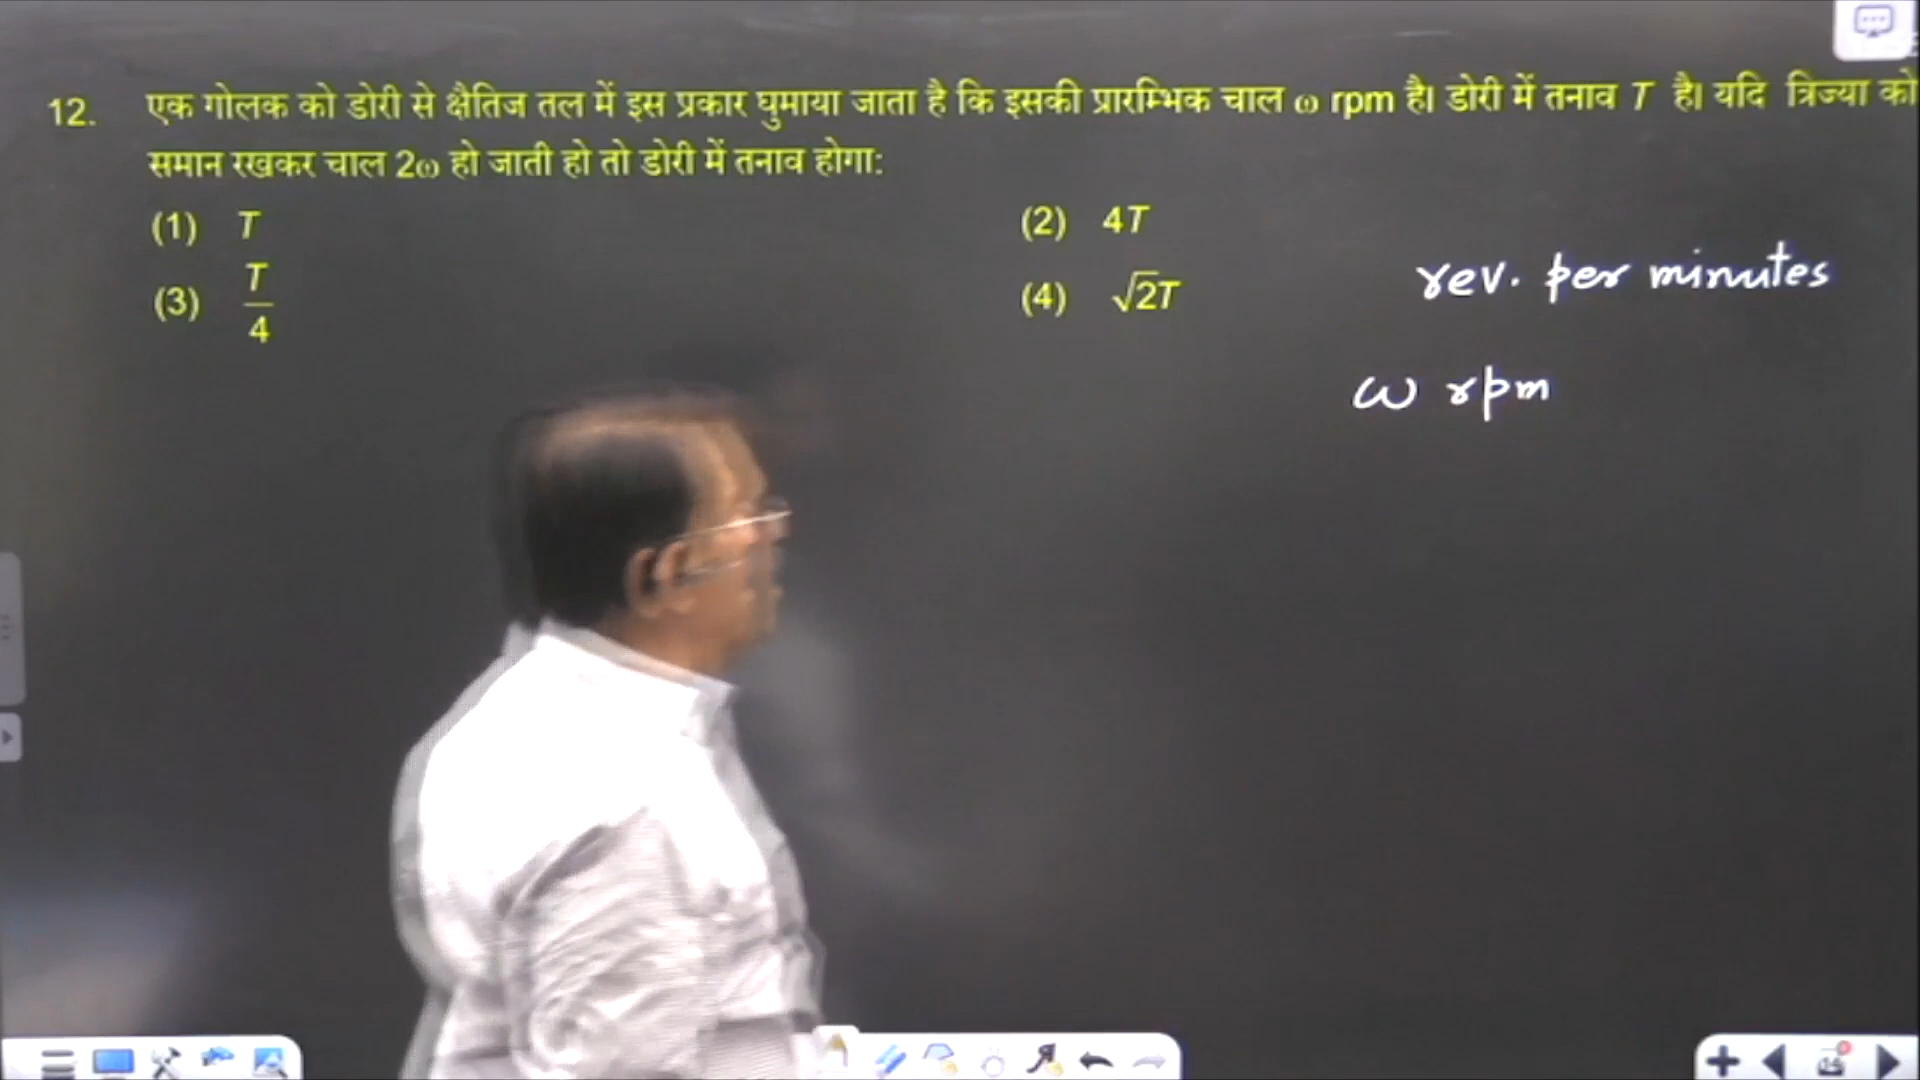 12. एक गोलक को डोरी से क्षैतिज तल में इस प्रकार घुमाया जाता है कि इसकी प्रारम्भिक चाल ω rpm है। डोरी में तनाव T है। यदि त्रिज्या को
समान रखकर चाल 2ω हो जाती हो तो डोरी में तनाव होगा:
(1) T (2) 4T
(3) T/4 (4) √2T
rev. per minutes
ω rpm